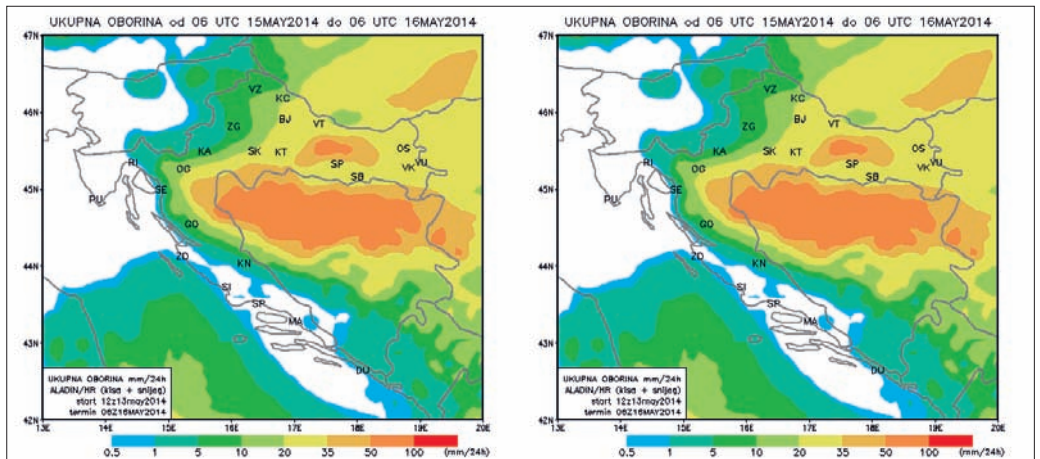 UKUPNA OBORINA od 06 UTC 15MAY2014 do 06 UTC 16MAY2014
47N
46N
45N
44N
43N
42N
VZ
KC
ZG
BJ
VT
KA
SK
KT
OS
RI
OG
SP
VU
VK
SB
SE
PU
GO
ZD
KN
SI
SP
MA
DU
UKUPNA OBORINA mm/24h
ALADIN/HR (kisa + snijeg)
start 12z13may2014
termin 06Z16MAY2014
13E 14E 15E 16E 17E 18E 19E 20E
0.5 1 5 10 20 35 50 100 (mm/24h)
UKUPNA OBORINA od 06 UTC 15MAY2014 do 06 UTC 16MAY2014
47N
46N
45N
44N
43N
42N
VZ
KC
ZG
BJ
VT
KA
SK
KT
OS
RI
OG
SP
VU
VK
SB
SE
PU
GO
ZD
KN
SI
SP
MA
DU
UKUPNA OBORINA mm/24h
ALADIN/HR (kisa + snijeg)
start 12z13may2014
termin 06Z16MAY2014
13E 14E 15E 16E 17E 18E 19E 20E
0.5 1 5 10 20 35 50 100 (mm/24h)